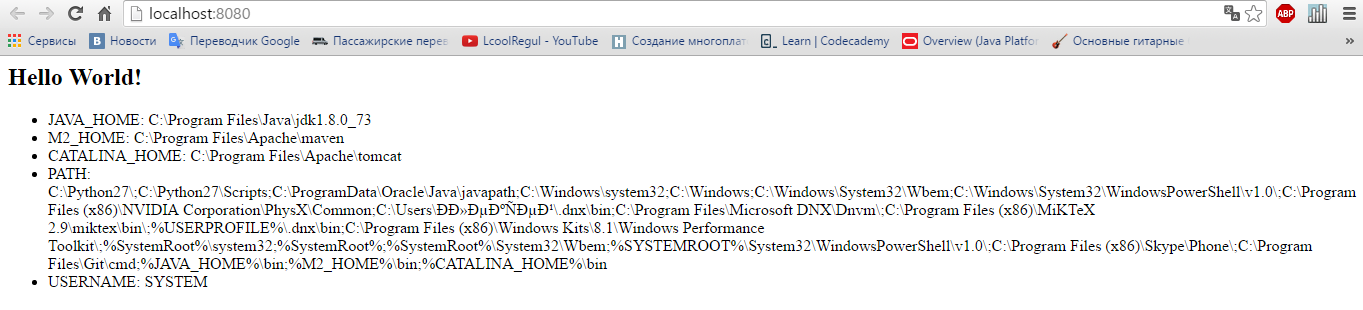 localhost:8080
ABP
Сервисы
Новости
Переводчик Google
Пассажирские перев
LcoolRegul - YouTube
Создание многоплат
Learn | Codecademy
Overview (Java Platfor
Основные гитарные
»
Hello World!
• JAVA_HOME: C:\Program Files\Java\jdk1.8.0_73
• M2_HOME: C:\Program Files\Apache\maven
• CATALINA_HOME: C:\Program Files\Apache\tomcat
• PATH:
C:\Python27\;C:\Python27\Scripts;C:\ProgramData\Oracle\Java\javapath;C:\Windows\system32;C:\Windows;C:\Windows\System32\Wbem;C:\Windows\System32\WindowsPowerShell\v1.0\;C:\Program
Files (x86)\NVIDIA Corporation\PhysX\Common;C:\Users\ÐÐ»ÐµÐºÑÐµÐ¹\.dnx\bin;C:\Program Files\Microsoft DNX\Dnvm\;C:\Program Files (x86)\MiKTeX
2.9\miktex\bin\;%USERPROFILE%\.dnx\bin;C:\Program Files (x86)\Windows Kits\8.1\Windows Performance
Toolkit\;%SystemRoot%\system32;%SystemRoot%;%SystemRoot%\System32\Wbem;%SYSTEMROOT%\System32\WindowsPowerShell\v1.0\;C:\Program Files (x86)\Skype\Phone\;C:\Program
Files\Git\cmd;%JAVA_HOME%\bin;%M2_HOME%\bin;%CATALINA_HOME%\bin
• USERNAME: SYSTEM